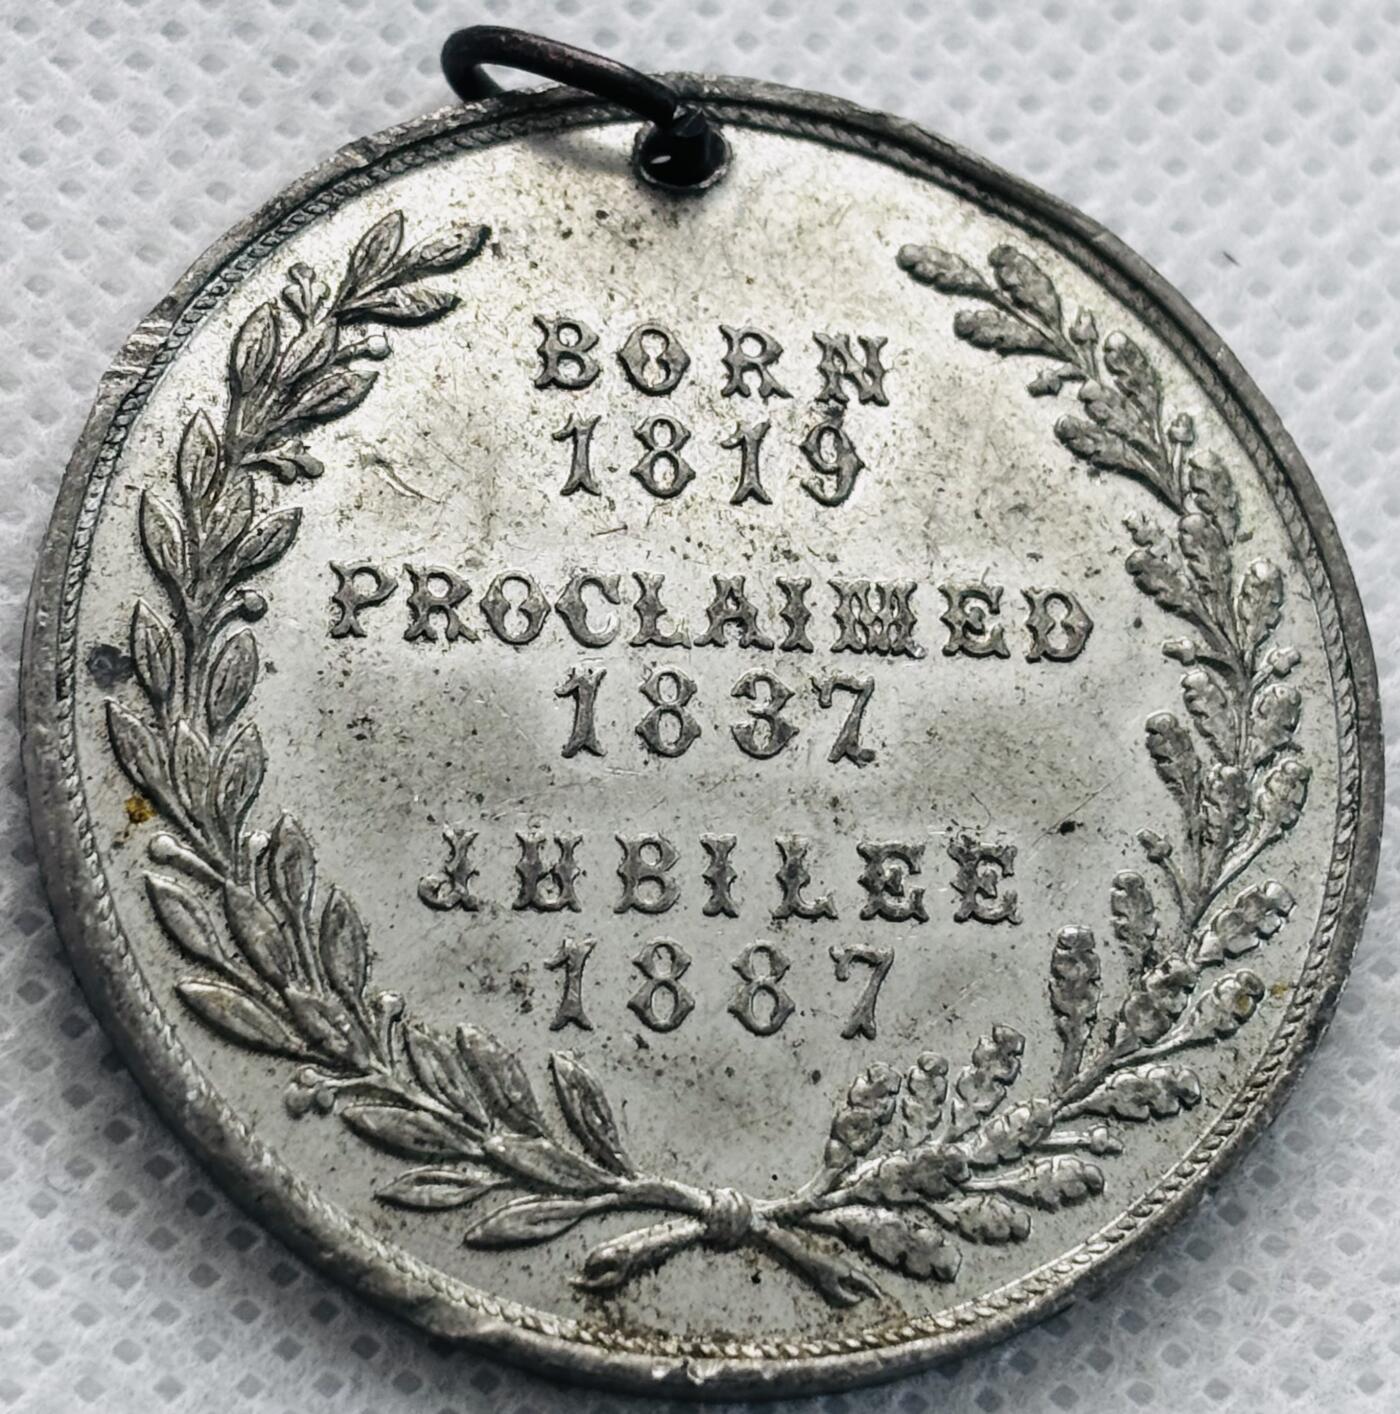 BORN
1819
PROCLAIMED
1837
JUBILEE
1887